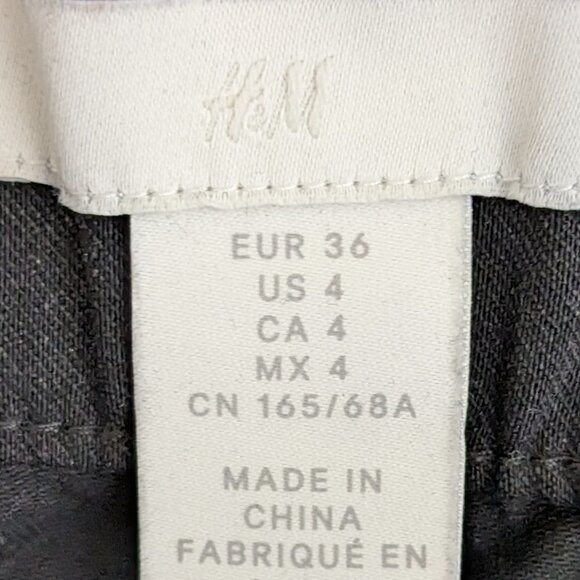 H&M
EUR 36
US 4
CA 4
MX 4
CN 165/68A
MADE IN
CHINA
FABRIQUÉ EN